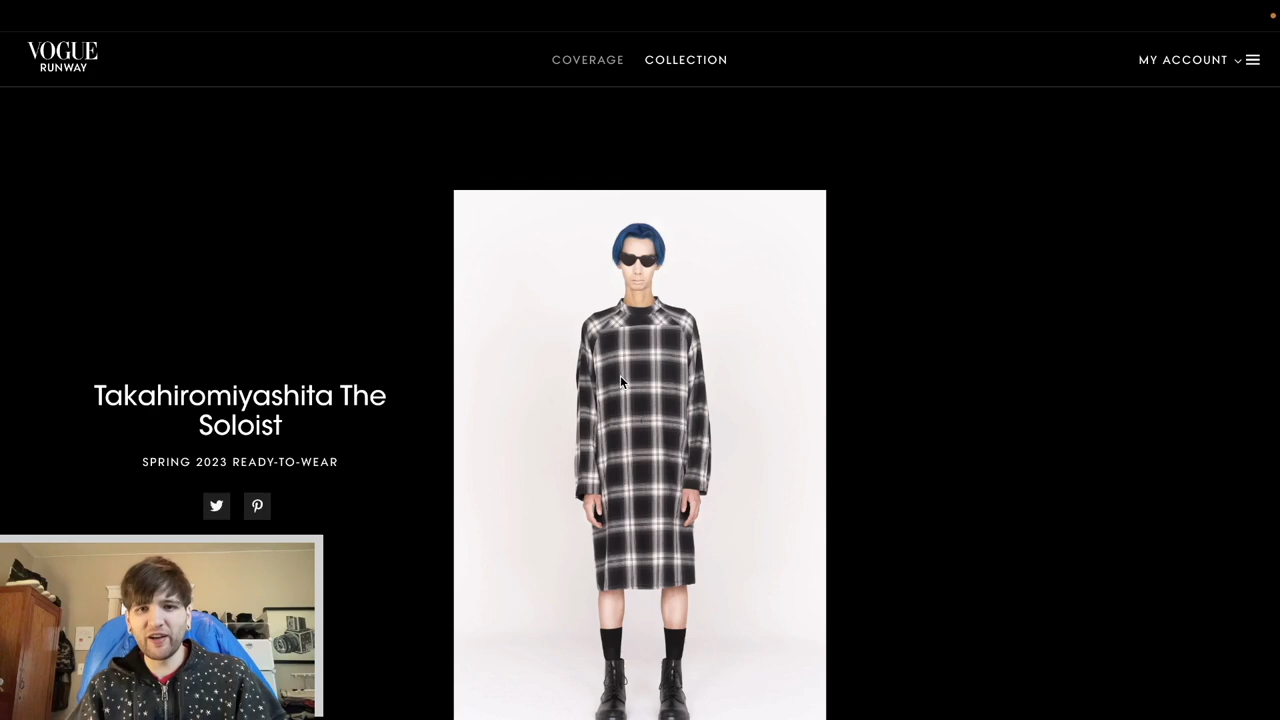 VOGUE
RUNWAY
COVERAGE COLLECTION
MY ACCOUNT
Takahiromiyashita The
Soloist
SPRING 2023 READY-TO-WEAR